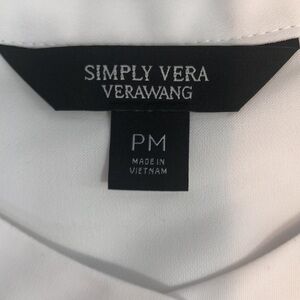 SIMPLY VERA
VERAWANG
PM
MADE IN
VIETNAM